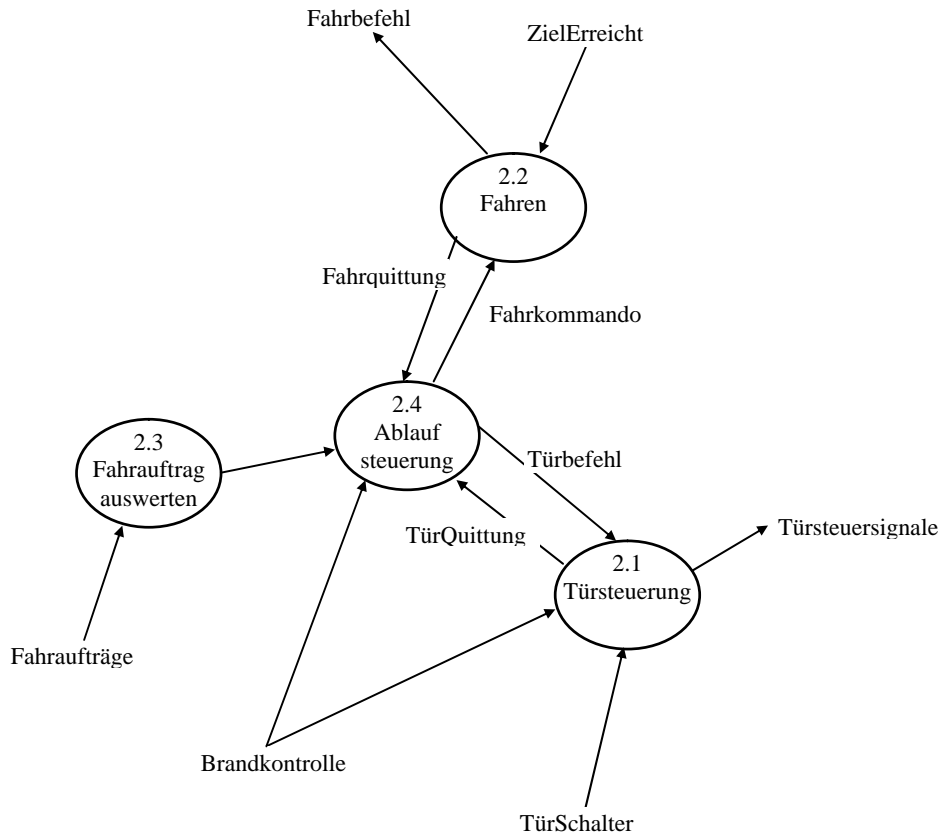 Fahrbefehl
ZielErreicht
2.2
Fahren
Fahrquittung
Fahrkommando
2.4
Ablauf
steuerung
2.3
Fahrauftrag
auswerten
Türbefehl
TürQuittung
Türsteuersignale
2.1
Türsteuerung
Fahraufträge
Brandkontrolle
TürSchalter